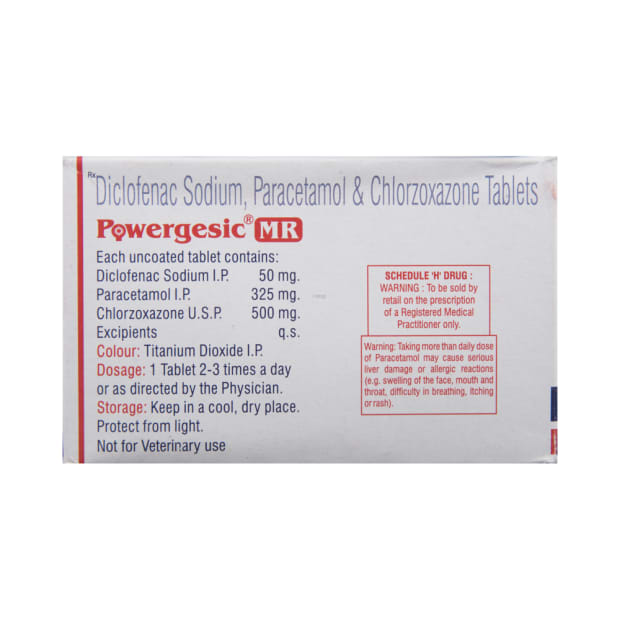 Rx Diclofenac Sodium, Paracetamol & Chlorzoxazone Tablets
Powergesic® MR
Each uncoated tablet contains:
Diclofenac Sodium I.P. 50 mg.
Paracetamol I.P. 325 mg.
Chlorzoxazone U.S.P. 500 mg.
Excipients q.s.
Colour: Titanium Dioxide I.P.
Dosage: 1 Tablet 2-3 times a day
or as directed by the Physician.
Storage: Keep in a cool, dry place.
Protect from light.
Not for Veterinary use
SCHEDULE 'H' DRUG :
WARNING : To be sold by
retail on the prescription
of a Registered Medical
Practitioner only.
Warning: Taking more than daily dose
of Paracetamol may cause serious
liver damage or allergic reactions
(e.g. swelling of the face, mouth and
throat, difficulty in breathing, itching
or rash).